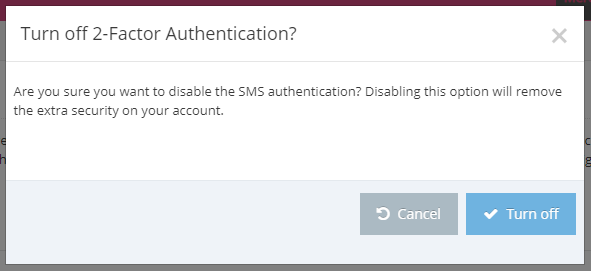 Turn off 2-Factor Authentication?
Are you sure you want to disable the SMS authentication? Disabling this option will remove
the extra security on your account.
Cancel
Turn off